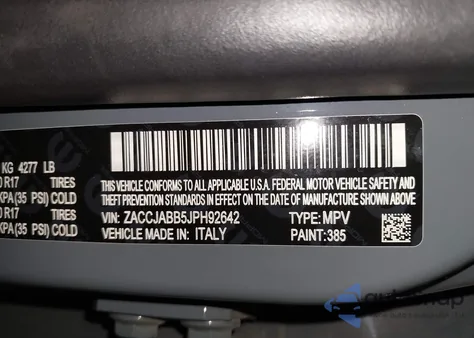 KG 4277 LB
0 R17 TIRES
KPA(35 PSI) COLD
0 R17 TIRES
KPA(35 PSI) COLD
THIS VEHICLE CONFORMS TO ALL APPLICABLE U.S.A. FEDERAL MOTOR VEHICLE SAFETY AND
THEFT PREVENTION STANDARDS IN EFFECT ON THE DATE OF MANUFACTURE SHOWN ABOVE
VIN: ZACCJABB5JPH92642 TYPE: MPV
VEHICLE MADE IN: ITALY PAINT: 385